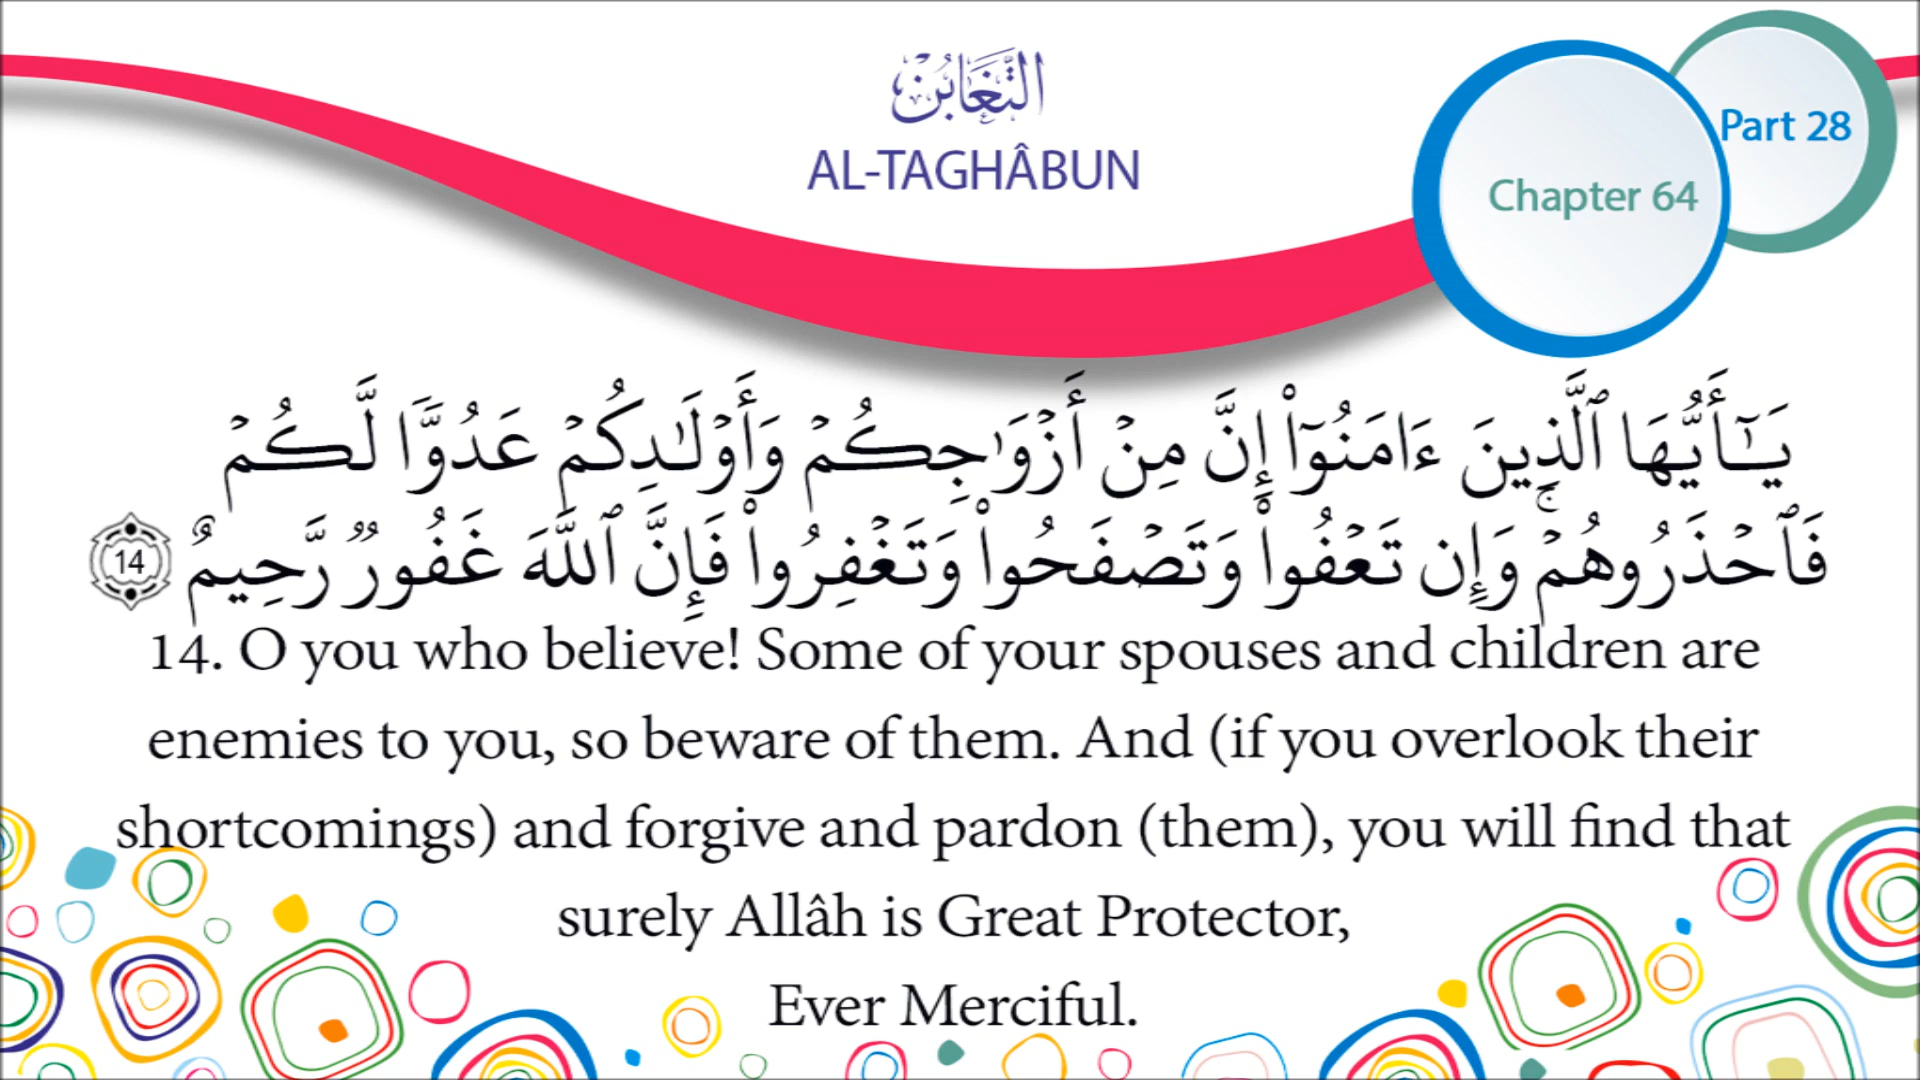 التَّغَابُن
AL-TAGHÂBUN
Part 28
Chapter 64
يَـٰٓأَيُّهَا ٱلَّذِينَ ءَامَنُوٓا۟ إِنَّ مِنْ أَزْوَٰجِكُمْ وَأَوْلَـٰدِكُمْ عَدُوًّا لَّكُمْ
فَٱحْذَرُوهُمْ ۚ وَإِن تَعْفُوا۟ وَتَصْفَحُوا۟ وَتَغْفِرُوا۟ فَإِنَّ ٱللَّهَ غَفُورٌ رَّحِيمٌ 14
14. O you who believe! Some of your spouses and children are
enemies to you, so beware of them. And (if you overlook their
shortcomings) and forgive and pardon (them), you will find that
surely Allâh is Great Protector,
Ever Merciful.